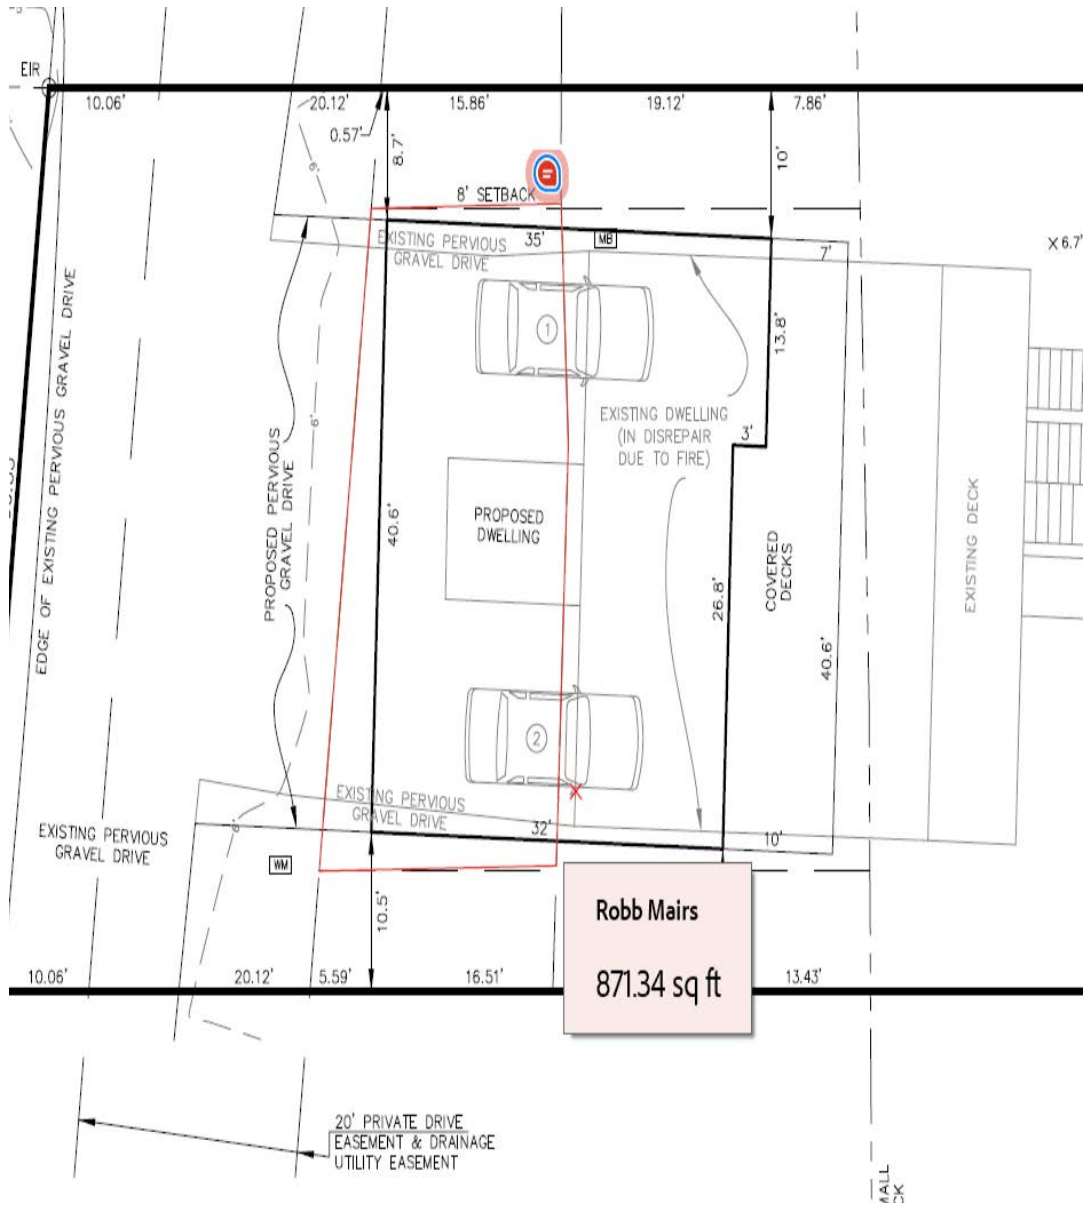 EIR
10.06'
20.12'
15.86'
19.12'
7.86'
0.57'
8.7'
10'
8' SETBACK
6'
EXISTING PERVIOUS
GRAVEL DRIVE
35'
MB
7'
X 6.7'
13.8'
1
EXISTING DWELLING
(IN DISREPAIR
DUE TO FIRE)
3'
EDGE OF EXISTING PERVIOUS GRAVEL DRIVE
PROPOSED PERVIOUS
GRAVEL DRIVE
6'
40.6'
PROPOSED
DWELLING
26.8'
COVERED
DECKS
40.6'
EXISTING DECK
2
EXISTING PERVIOUS
GRAVEL DRIVE
32'
10'
EXISTING PERVIOUS
GRAVEL DRIVE
6'
WM
10.5'
Robb Mairs
871.34 sq ft
10.06'
20.12'
5.59'
16.51'
13.43'
20' PRIVATE DRIVE
EASEMENT & DRAINAGE
UTILITY EASEMENT